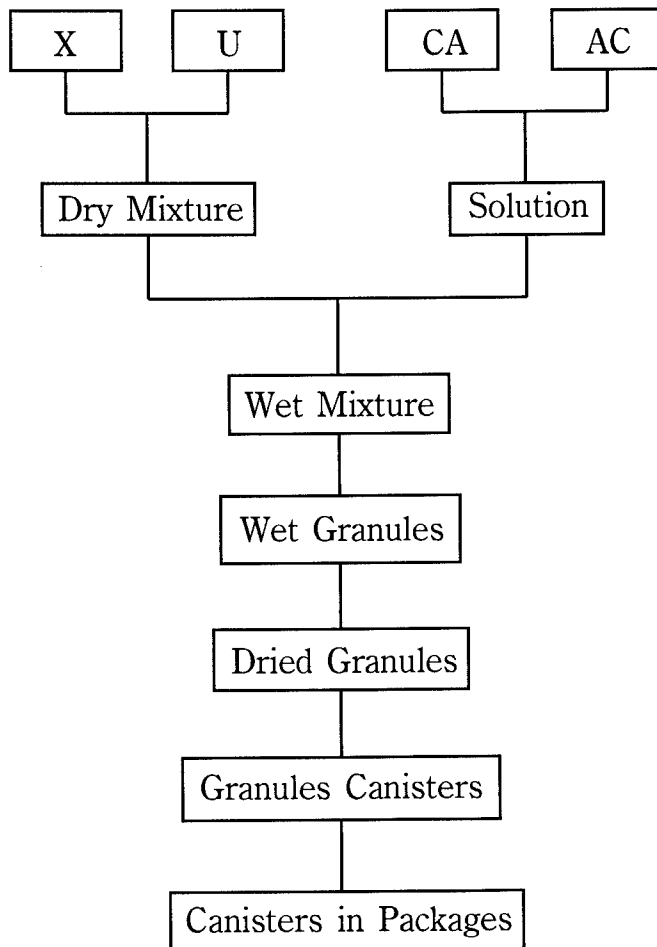 X U CA AC
Dry Mixture Solution
Wet Mixture
Wet Granules
Dried Granules
Granules Canisters
Canisters in Packages